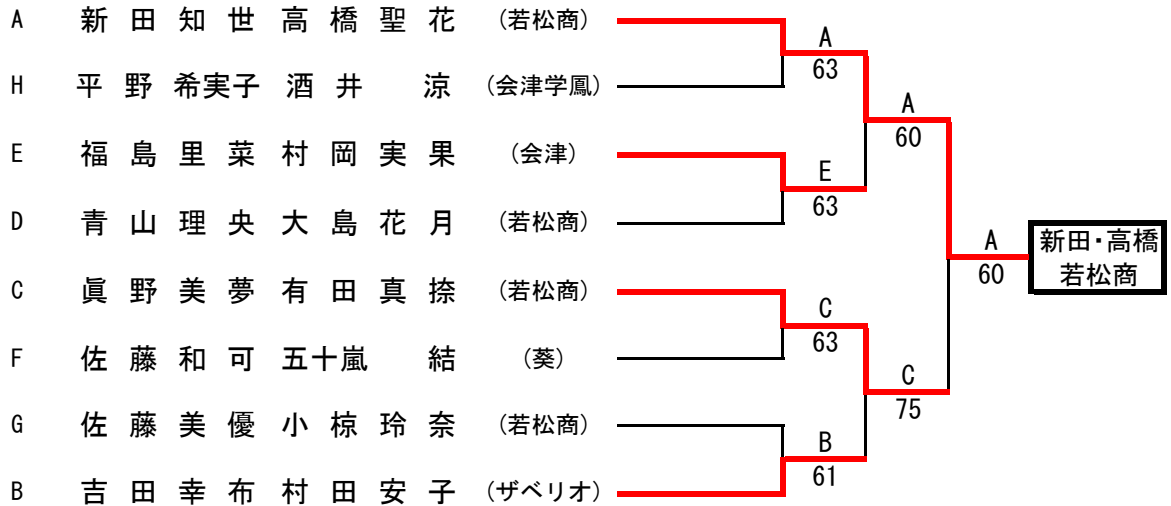 A 新田知世 高橋聖花 (若松商)
H 平野希実子 酒井 涼 (会津学鳳)
E 福島里菜 村岡実果 (会津)
D 青山理央 大島花月 (若松商)
C 眞野美夢 有田真捺 (若松商)
F 佐藤和可 五十嵐 結 (葵)
G 佐藤美優 小椋玲奈 (若松商)
B 吉田幸布 村田安子 (ザベリオ)
A
63
E
63
C
63
B
61
A
60
C
75
A
60
新田・高橋
若松商